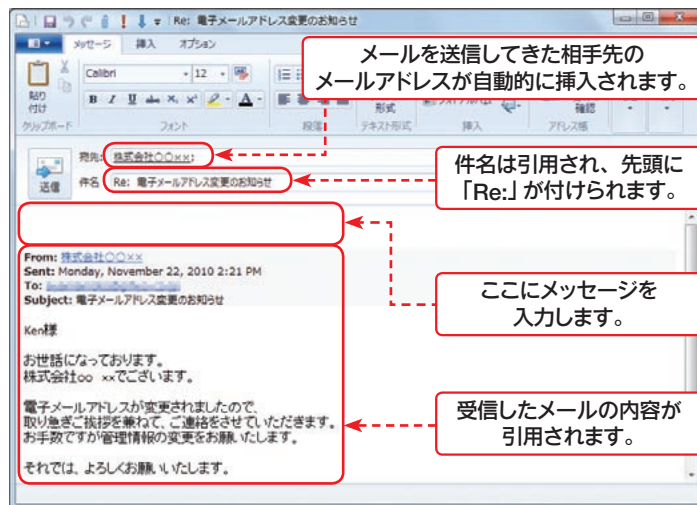 Re: 電子メールアドレス変更のお知らせ
メッセージ 挿入 オプション
メールを送信してきた相手先の
メールアドレスが自動的に挿入されます。
Calibri 12
貼り
付け
B I U abc X₂ X² A
形式
確認
クリップボード フォント 段落 テキスト形式 挿入 アドレス帳
宛先: 株式会社○○××;
送信
件名 Re: 電子メールアドレス変更のお知らせ
件名は引用され、先頭に
「Re:」が付けられます。
From: 株式会社○○××
Sent: Monday, November 22, 2010 2:21 PM
To:
Subject: 電子メールアドレス変更のお知らせ
ここにメッセージを
入力します。
Ken様
お世話になっております。
株式会社oo ××でございます。
電子メールアドレスが変更されましたので、
取り急ぎご挨拶を兼ねて、ご連絡をさせていただきます。
お手数ですが管理情報の変更をお願いたします。
受信したメールの内容が
引用されます。
それでは、よろしくお願いいたします。